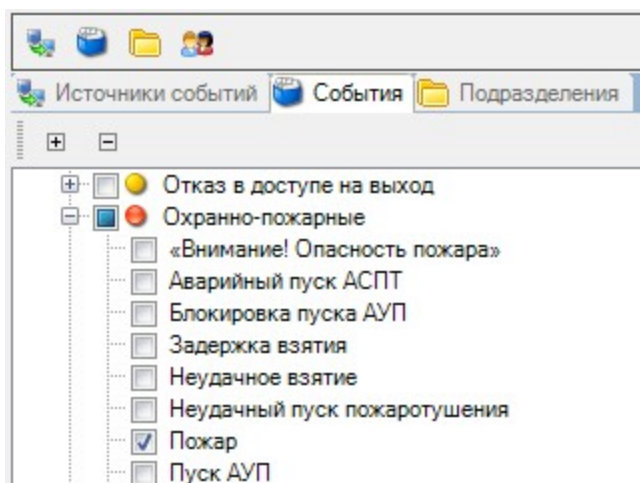 Источники событий События Подразделения
Отказ в доступе на выход
Охранно-пожарные
«Внимание! Опасность пожара»
Аварийный пуск АСПТ
Блокировка пуска АУП
Задержка взятия
Неудачное взятие
Неудачный пуск пожаротушения
Пожар
Пуск АУП